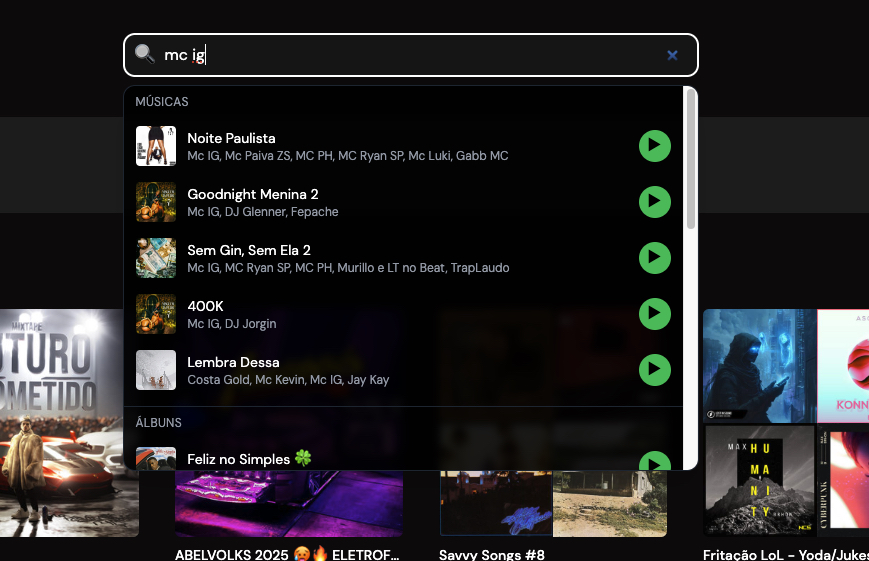 mc ig
MÚSICAS
Noite Paulista
Mc IG, Mc Paiva ZS, MC PH, MC Ryan SP, Mc Luki, Gabb MC
Goodnight Menina 2
Mc IG, DJ Glenner, Fepache
Sem Gin, Sem Ela 2
Mc IG, MC Ryan SP, MC PH, Murillo e LT no Beat, TrapLaudo
400K
Mc IG, DJ Jorgin
Lembra Dessa
Costa Gold, Mc Kevin, Mc IG, Jay Kay
ÁLBUNS
Feliz no Simples 🍀
MIXTAPE
UTURO
OMETIDO
KONN
MAX
HUMANITY
NCS
CYBERPUNK
ABELVOLKS 2025 🥵🔥 ELETROF...
Savvy Songs #8
Fritação LoL - Yoda/Jukes